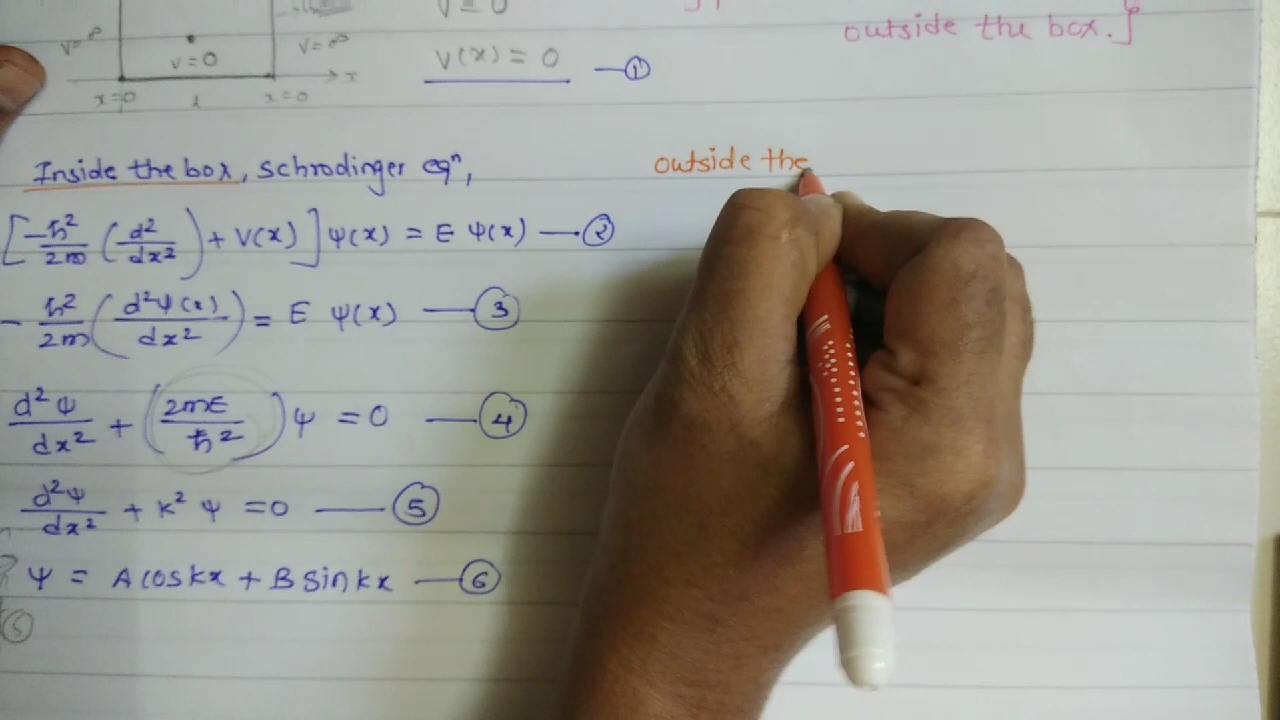 V = 0
outside the box.]
V=∞
V=0
V=∞
V(x) = 0 —①
x=0
x=0
x
Inside the box, Schrodinger eqⁿ,
outside the
[-ħ²/2m (d²/dx²) + V(x)] ψ(x) = E ψ(x) —②
- ħ²/2m (d²ψ(x)/dx²) = E ψ(x) —③
d²ψ/dx² + (2mE/ħ²) ψ = 0 —④
d²ψ/dx² + K² ψ = 0 —⑤
ψ = A cos kx + B sin kx —⑥